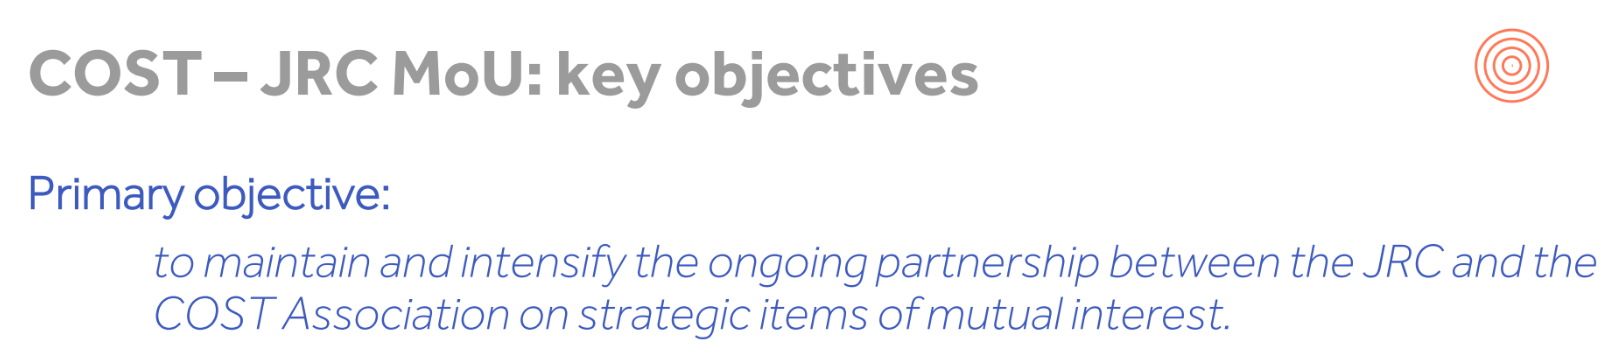 COST – JRC MoU: key objectives
Primary objective:
to maintain and intensify the ongoing partnership between the JRC and the
COST Association on strategic items of mutual interest.